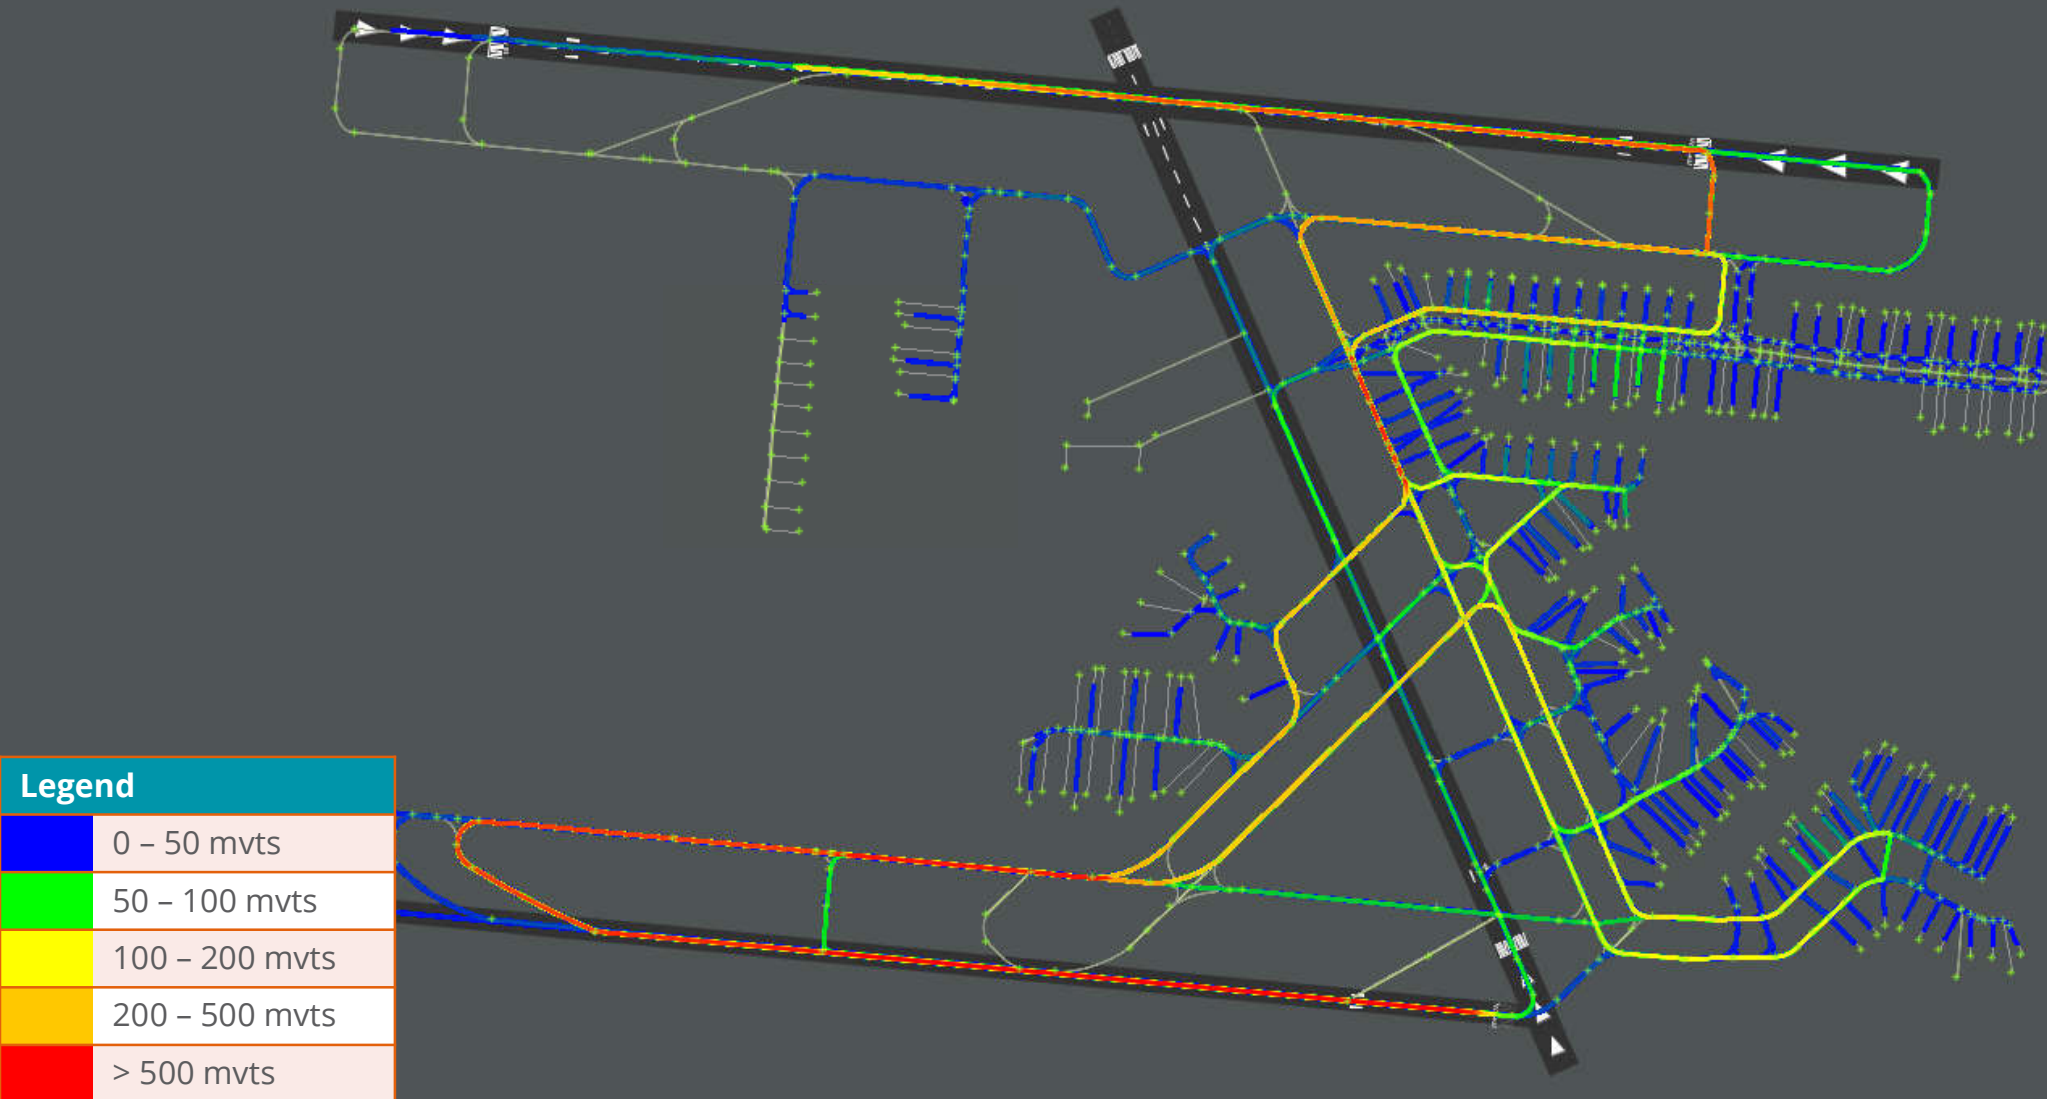 Legend
0 – 50 mvts
50 – 100 mvts
100 – 200 mvts
200 – 500 mvts
> 500 mvts